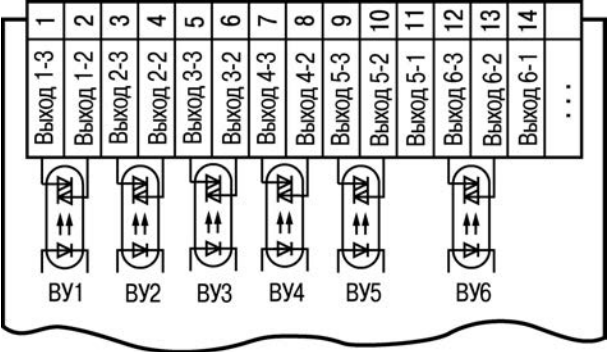 1 2 3 4 5 6 7 8 9 10 11 12 13 14
Выход 1-3
Выход 1-2
Выход 2-3
Выход 2-2
Выход 3-3
Выход 3-2
Выход 4-3
Выход 4-2
Выход 5-3
Выход 5-2
Выход 5-1
Выход 6-3
Выход 6-2
Выход 6-1
...
ВУ1 ВУ2 ВУ3 ВУ4 ВУ5 ВУ6